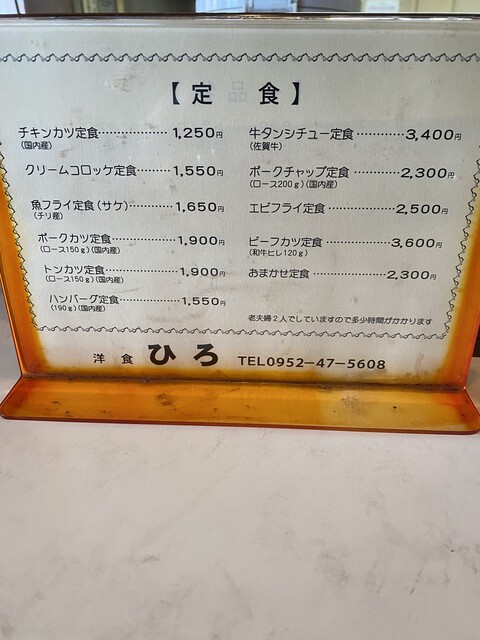 【定 食】
チキンカツ定食………………1,250円
(国内産)
クリームコロッケ定食…………1,550円
魚フライ定食(サケ)…………1,650円
(チリ産)
ポークカツ定食………………1,900円
(ロース150g)(国内産)
トンカツ定食…………………1,900円
(ロース150g)(国内産)
ハンバーグ定食………………1,550円
(190g)(国内産)
牛タンシチュー定食…………3,400円
(佐賀牛)
ポークチャップ定食…………2,300円
(ロース200g)(国内産)
エビフライ定食………………2,500円
ビーフカツ定食………………3,600円
(和牛ヒレ120g)
おまかせ定食…………………2,300円
老夫婦2人でしていますので多少時間がかかります
洋食 ひろ TEL0952-47-5608